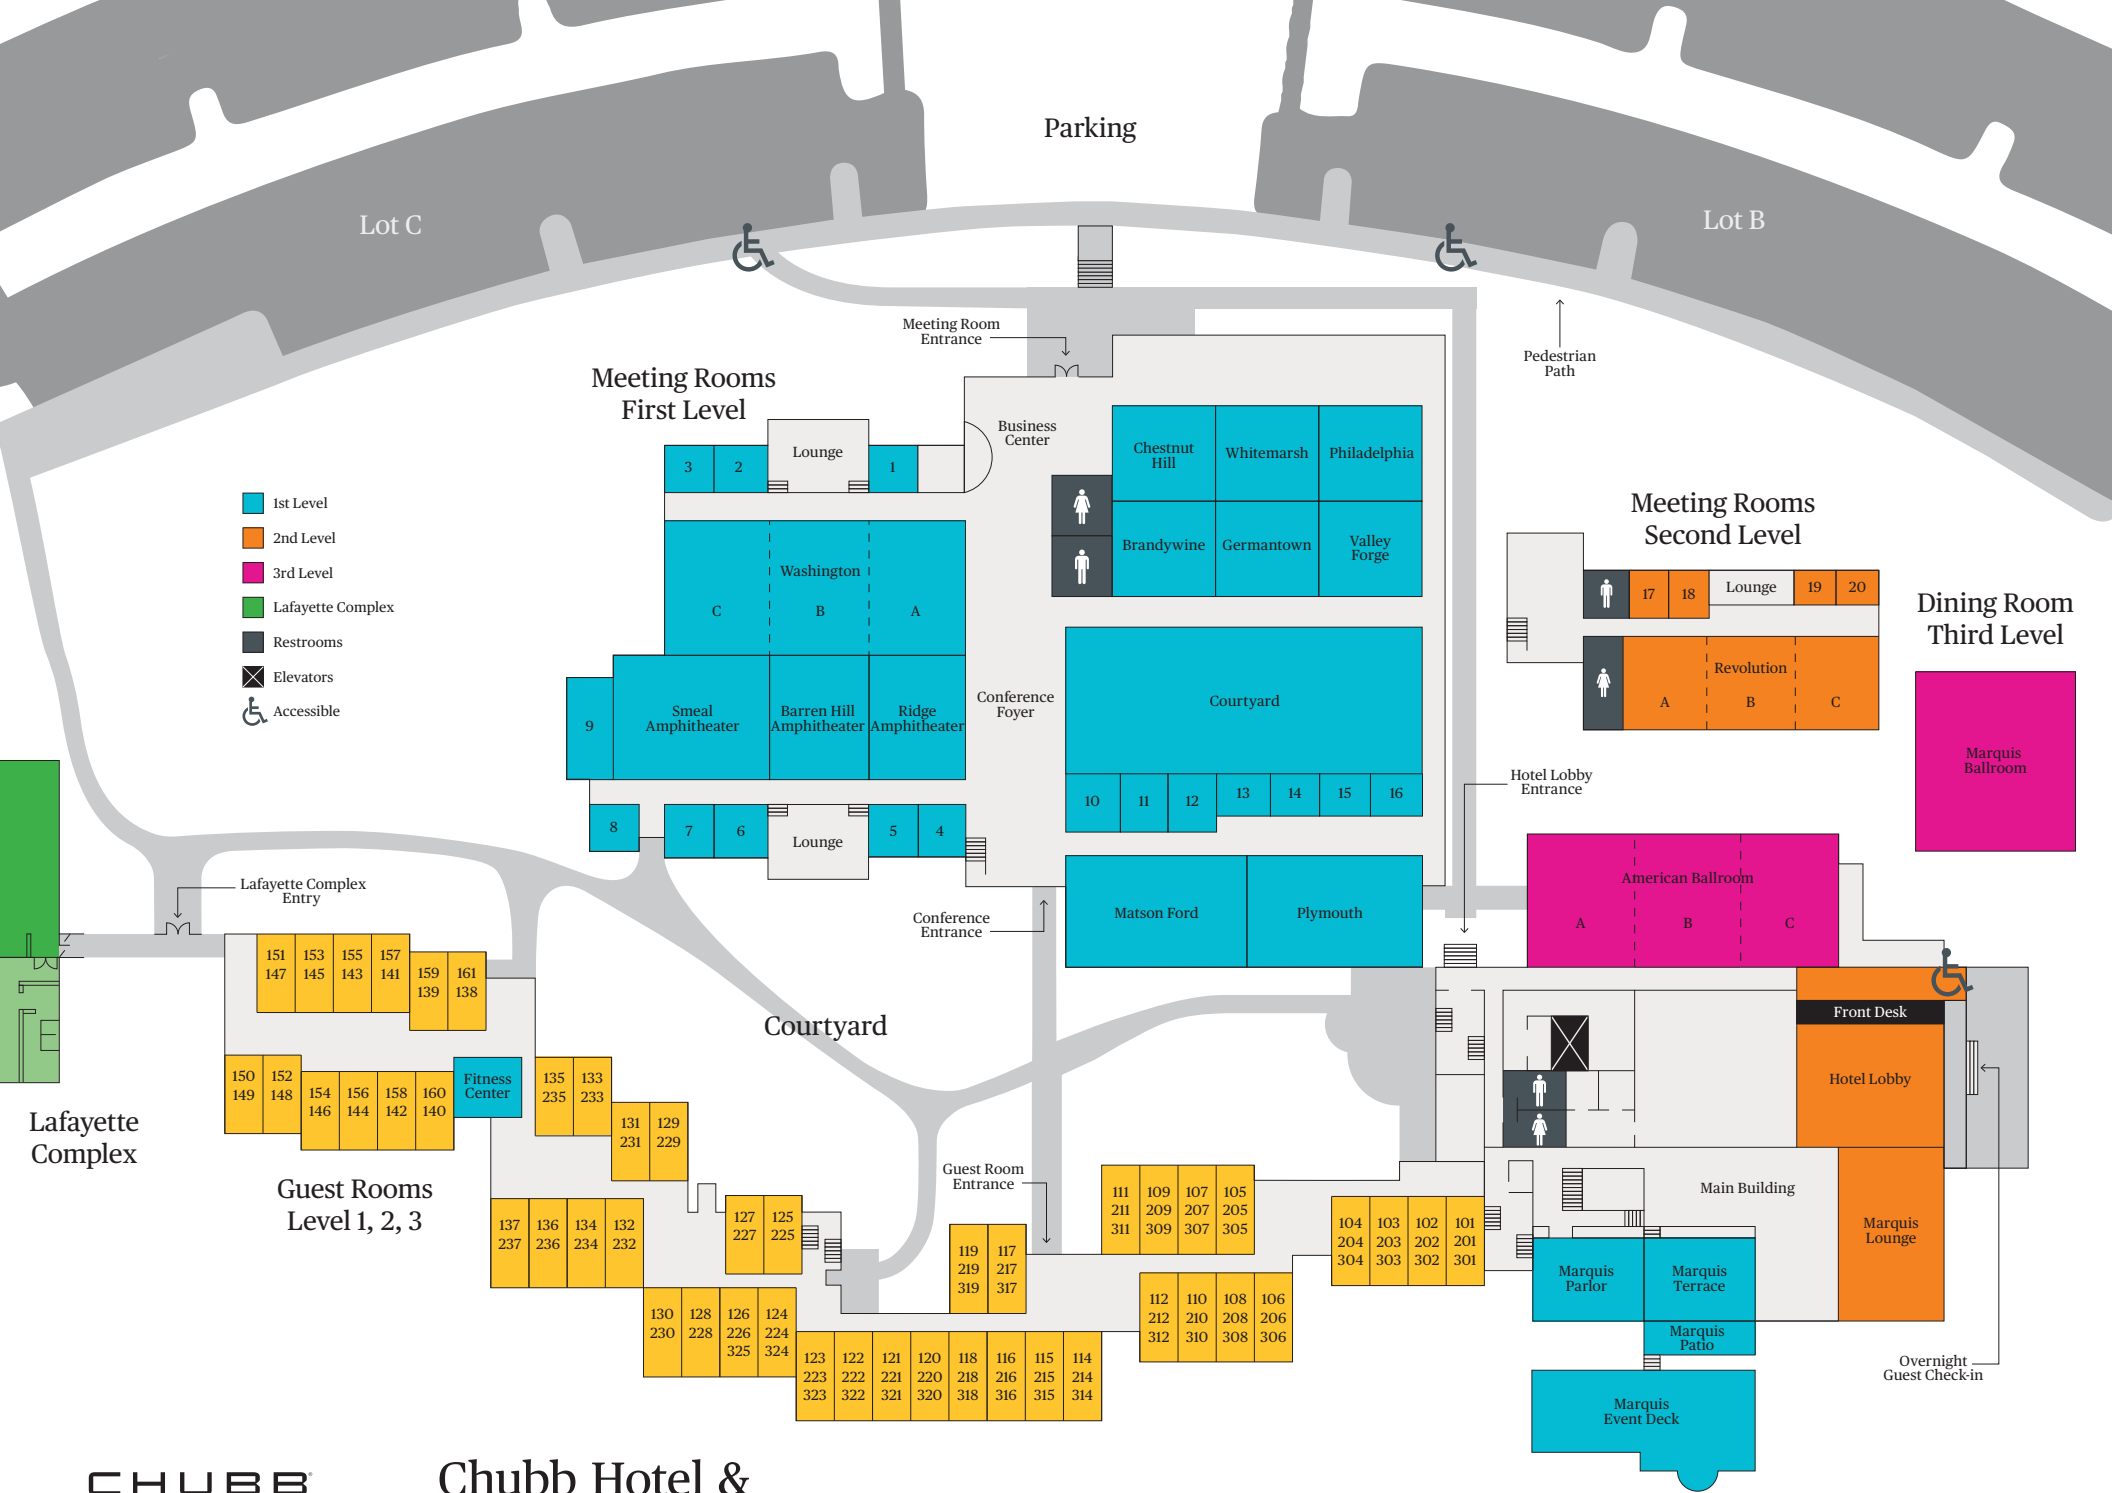 Parking
Lot C
Lot B
Meeting Room
Entrance
Pedestrian
Path
Meeting Rooms
First Level
Business
Center
Lounge
3
2
1
Chestnut
Hill
Whitemarsh
Philadelphia
Brandywine
Germantown
Valley
Forge
1st Level
2nd Level
3rd Level
Lafayette Complex
Restrooms
Elevators
Accessible
Washington
C
B
A
Meeting Rooms
Second Level
17
18
Lounge
19
20
Revolution
A
B
C
Dining Room
Third Level
Marquis
Ballroom
9
Smeal
Amphitheater
Barren Hill
Amphitheater
Ridge
Amphitheater
Conference
Foyer
Courtyard
10
11
12
13
14
15
16
Hotel Lobby
Entrance
8
7
6
Lounge
5
4
Matson Ford
Plymouth
Conference
Entrance
American Ballroom
A
B
C
Lafayette Complex
Entry
151
147
153
145
155
143
157
141
159
139
161
138
Courtyard
Front Desk
Hotel Lobby
150
149
152
148
154
146
156
144
158
142
160
140
Fitness
Center
135
235
133
233
131
231
129
229
Lafayette
Complex
Guest Rooms
Level 1, 2, 3
Guest Room
Entrance
137
237
136
236
134
234
132
232
127
227
125
225
119
219
319
117
217
317
111
211
311
109
209
309
107
207
307
105
205
305
104
204
304
103
203
303
102
202
302
101
201
301
Main Building
Marquis
Lounge
Marquis
Parlor
Marquis
Terrace
Marquis
Patio
130
230
128
228
126
226
325
124
224
324
123
223
323
122
222
322
121
221
321
120
220
320
118
218
318
116
216
316
115
215
315
114
214
314
112
212
312
110
210
310
108
208
308
106
206
306
Overnight
Guest Check-in
Marquis
Event Deck
CHUBB®
Chubb Hotel &